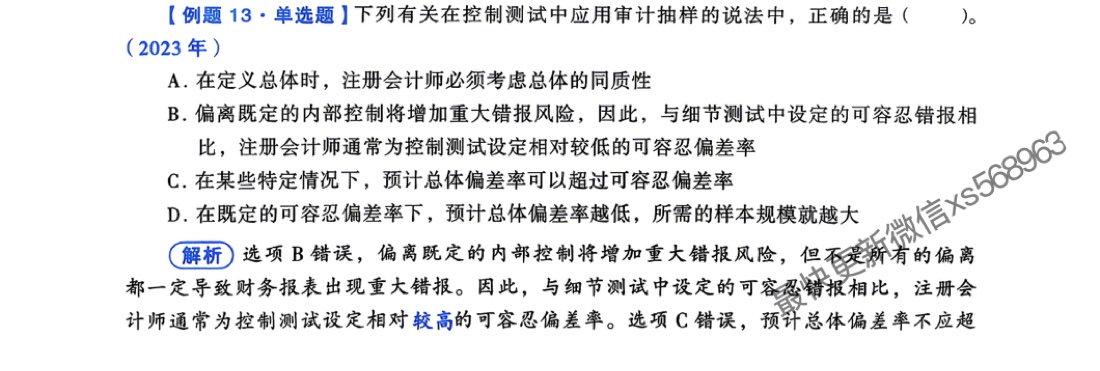 【例题 13·单选题】下列有关在控制测试中应用审计抽样的说法中，正确的是（　　）。
（2023 年）
A. 在定义总体时，注册会计师必须考虑总体的同质性
B. 偏离既定的内部控制将增加重大错报风险，因此，与细节测试中设定的可容忍错报相
比，注册会计师通常为控制测试设定相对较低的可容忍偏差率
C. 在某些特定情况下，预计总体偏差率可以超过可容忍偏差率
D. 在既定的可容忍偏差率下，预计总体偏差率越低，所需的样本规模就越大
解析 选项 B 错误，偏离既定的内部控制将增加重大错报风险，但不是所有的偏离
都一定导致财务报表出现重大错报。因此，与细节测试中设定的可容忍错报相比，注册会
计师通常为控制测试设定相对较高的可容忍偏差率。选项 C 错误，预计总体偏差率不应超
最快更新微信xs568963